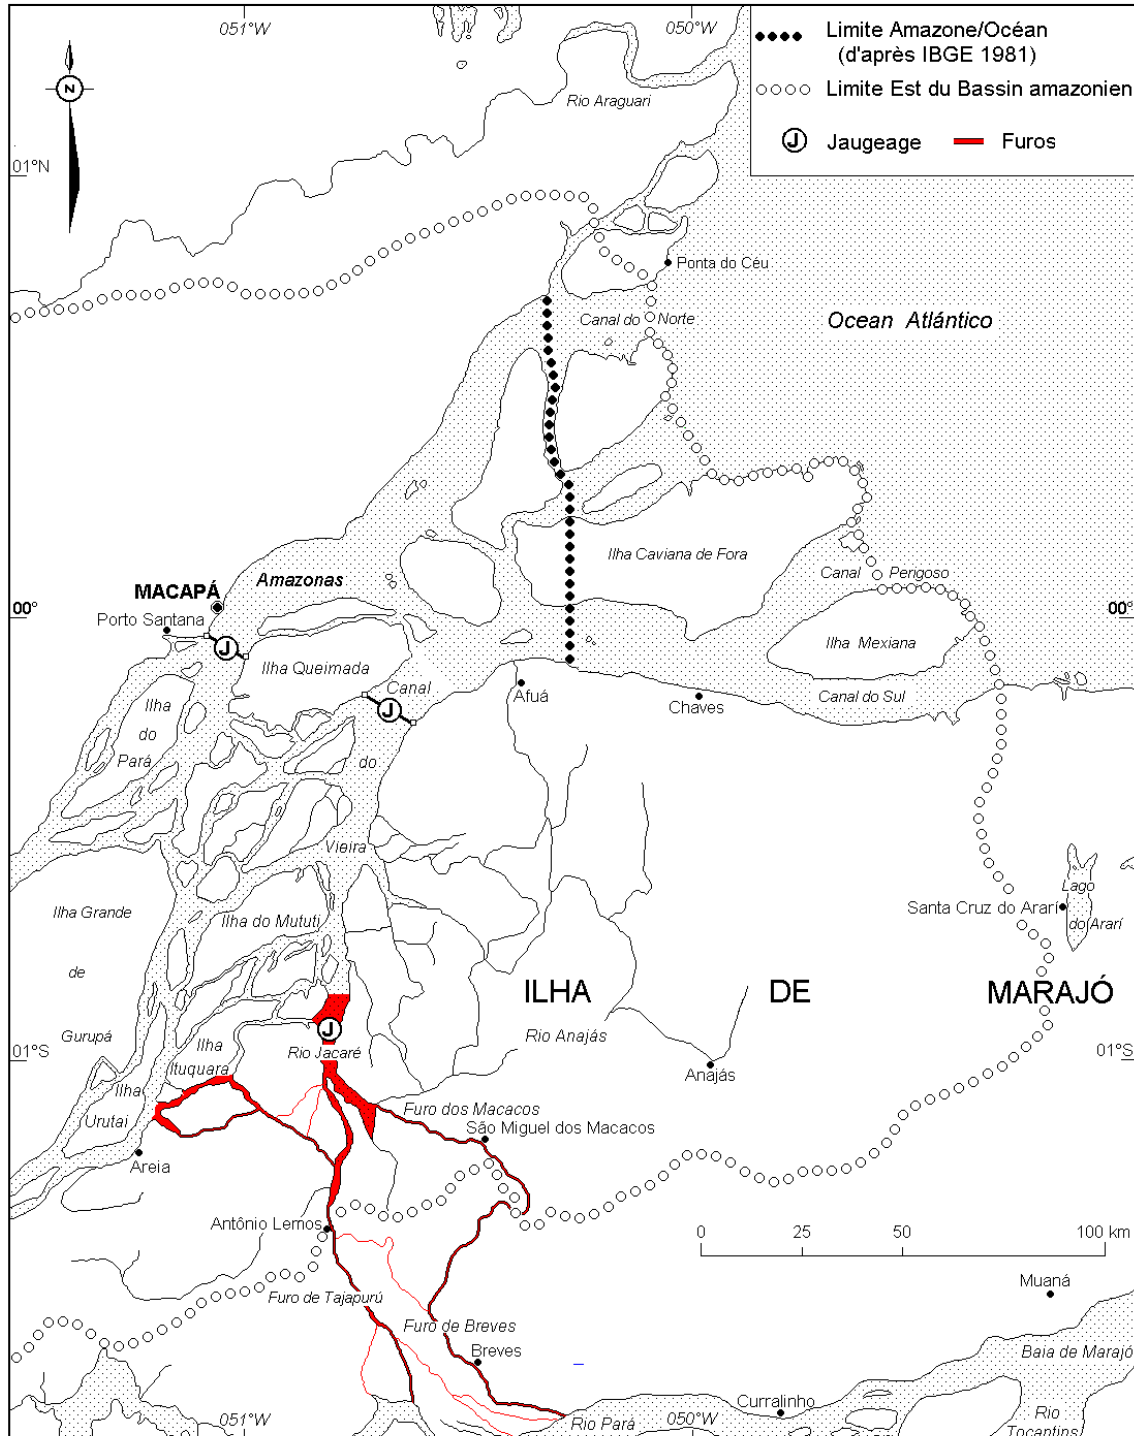 051°W
050°W
Limite Amazone/Océan
(d'après IBGE 1981)
Limite Est du Bassin amazonien
J Jaugeage
Furos
N
Rio Araguari
01°N
Ponta do Céu
Canal do Norte
Ocean Atlántico
Ilha Caviana de Fora
Amazonas
MACAPÁ
Canal Perigoso
00°
00°
Porto Santana
J
Ilha Queimada
Ilha Mexiana
Canal
Afuá
Chaves
Canal do Sul
J
Ilha
do
Pará
do
Vieira
Lago
do Ararí
Santa Cruz do Ararí
Ilha Grande
de
Gurupá
Ilha do Mututi
ILHA DE MARAJÓ
J
Rio Anajás
Rio Jacaré
Ilha
Ituquara
01°S
01°S
Anajás
Ilha
Urutai
Furo dos Macacos
São Miguel dos Macacos
Areia
Antônio Lemos
0 25 50 100 km
Muaná
Furo de Tajapurú
Furo de Breves
Breves
Baia de Marajó
Curralinho
051°W
Rio Pará
050°W
Rio
Tocantins